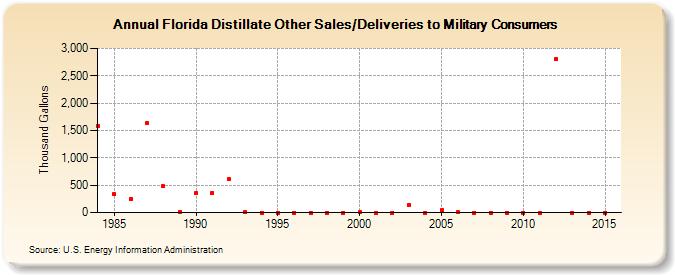 Annual Florida Distillate Other Sales/Deliveries to Military Consumers
Thousand Gallons
3,000
2,500
2,000
1,500
1,000
500
0
1985 1990 1995 2000 2005 2010 2015
Source: U.S. Energy Information Administration